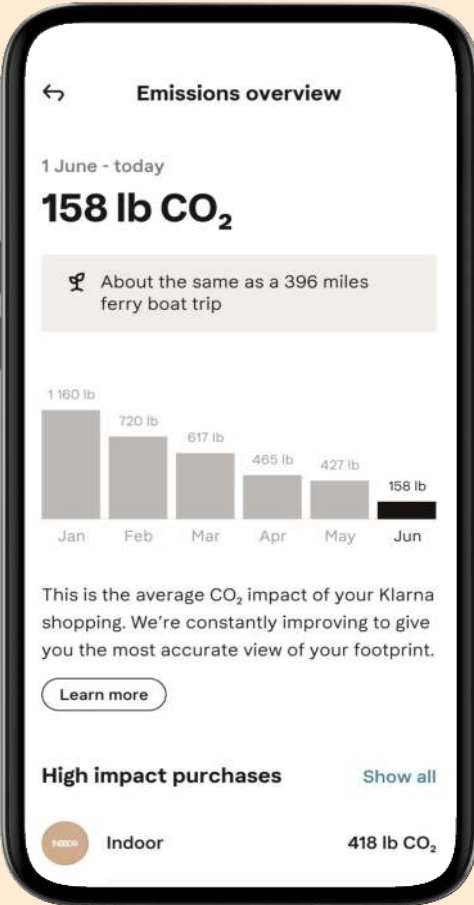 Emissions overview
1 June - today
158 lb CO₂
About the same as a 396 miles
ferry boat trip
1 160 lb
720 lb
617 lb
465 lb
427 lb
158 lb
Jan
Feb
Mar
Apr
May
Jun
This is the average CO₂ impact of your Klarna
shopping. We're constantly improving to give
you the most accurate view of your footprint.
Learn more
High impact purchases
Show all
Indoor
418 lb CO₂